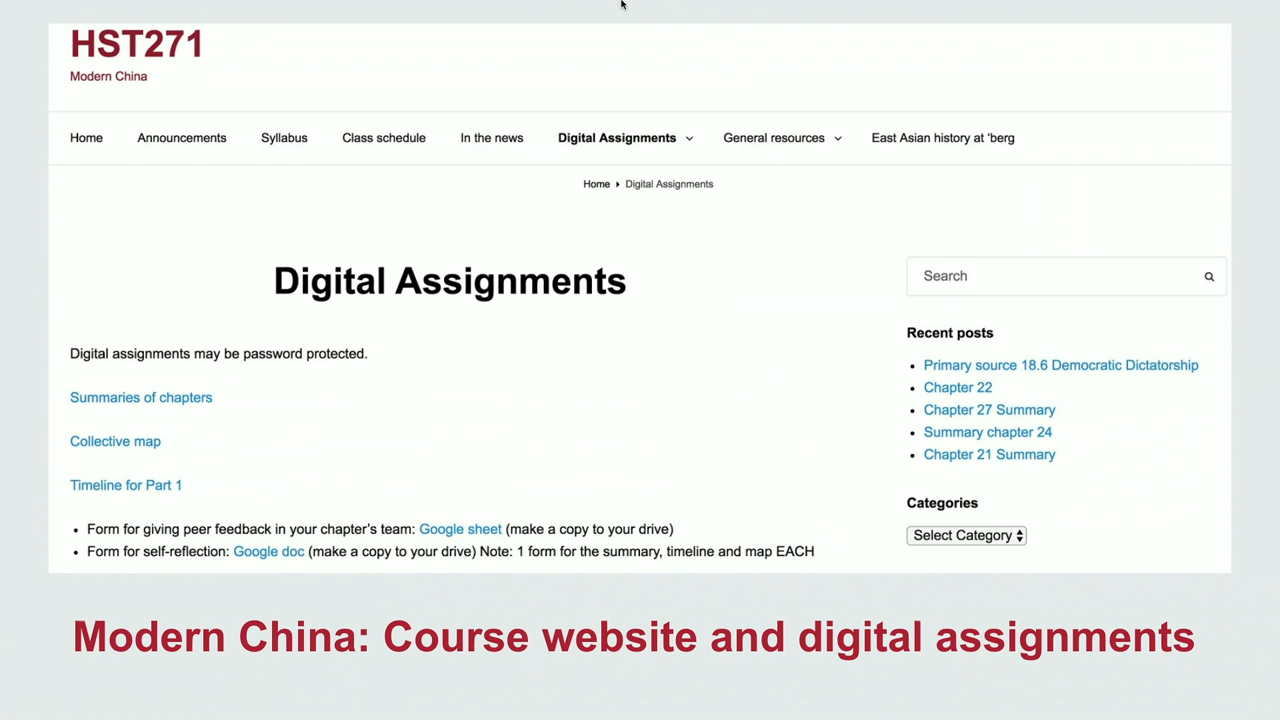 HST271
Modern China
Home Announcements Syllabus Class schedule In the news Digital Assignments General resources East Asian history at ‘berg
Home Digital Assignments
Digital Assignments
Search
Digital assignments may be password protected.
Summaries of chapters
Collective map
Timeline for Part 1
• Form for giving peer feedback in your chapter’s team: Google sheet (make a copy to your drive)
• Form for self-reflection: Google doc (make a copy to your drive) Note: 1 form for the summary, timeline and map EACH
Recent posts
• Primary source 18.6 Democratic Dictatorship
• Chapter 22
• Chapter 27 Summary
• Summary chapter 24
• Chapter 21 Summary
Categories
Select Category
Modern China: Course website and digital assignments